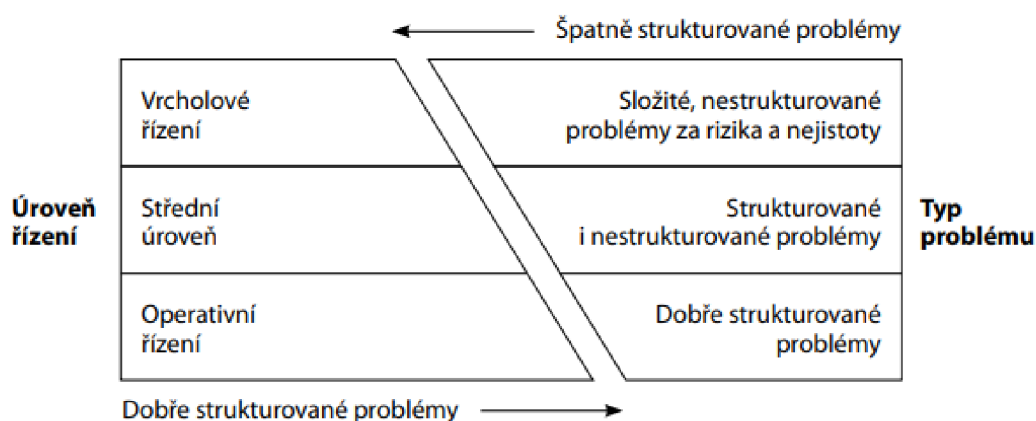 Špatně strukturované problémy
Vrcholové
řízení
Složité, nestrukturované
problémy za rizika a nejistoty
Úroveň
řízení
Střední
úroveň
Strukturované
i nestrukturované problémy
Typ
problému
Operativní
řízení
Dobře strukturované
problémy
Dobře strukturované problémy